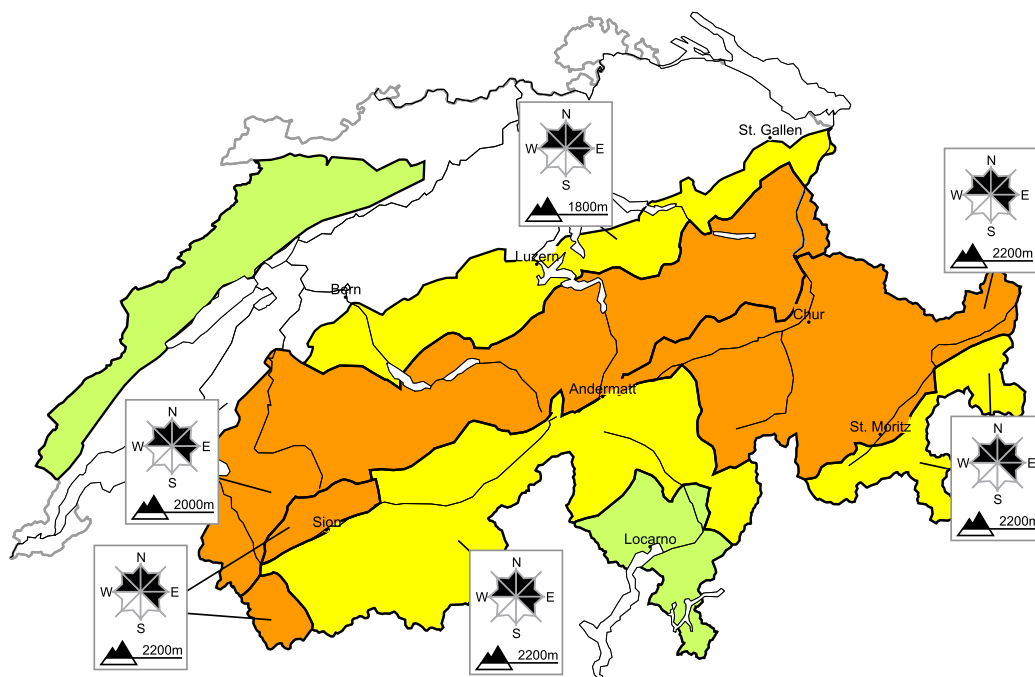 N
W E
S
1800m
St. Gallen
N
W E
S
2200m
Luzern
Bern
Chur
Andermatt
St. Moritz
N
W E
S
2000m
N
W E
S
2200m
Sion
Locarno
N
W E
S
2200m
N
W E
S
2200m